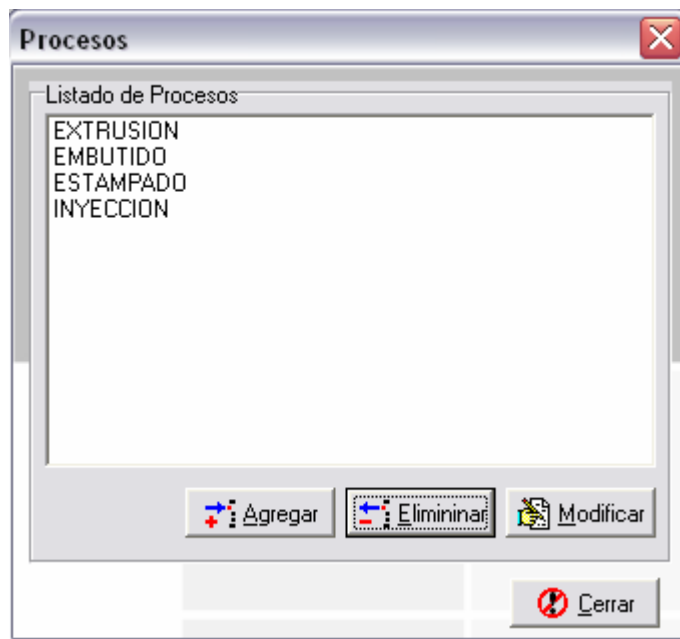 Procesos
Listado de Procesos
EXTRUSION
EMBUTIDO
ESTAMPADO
INYECCION
Agregar Elimininar Modificar
Cerrar